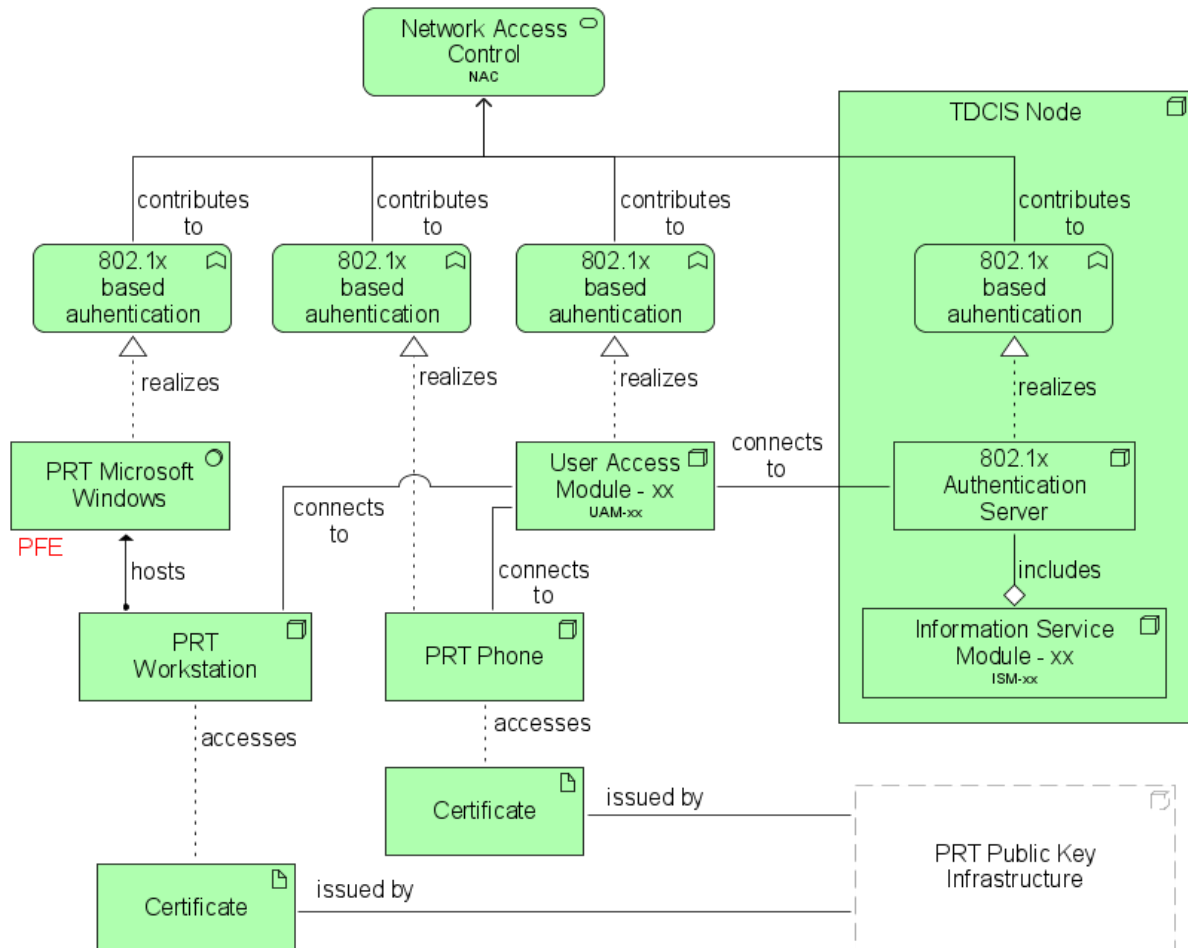 Network Access
Control
NAC
TDCIS Node
contributes
to
contributes
to
contributes
to
contributes
to
802.1x
based
auhentication
802.1x
based
auhentication
802.1x
based
auhentication
802.1x
based
auhentication
realizes
realizes
realizes
realizes
PRT Microsoft
Windows
PFE
User Access
Module - xx
UAM-xx
connects
to
802.1x
Authentication
Server
connects
to
hosts
connects
to
includes
PRT
Workstation
PRT Phone
Information Service
Module - xx
ISM-xx
accesses
accesses
Certificate
issued by
PRT Public Key
Infrastructure
Certificate
issued by